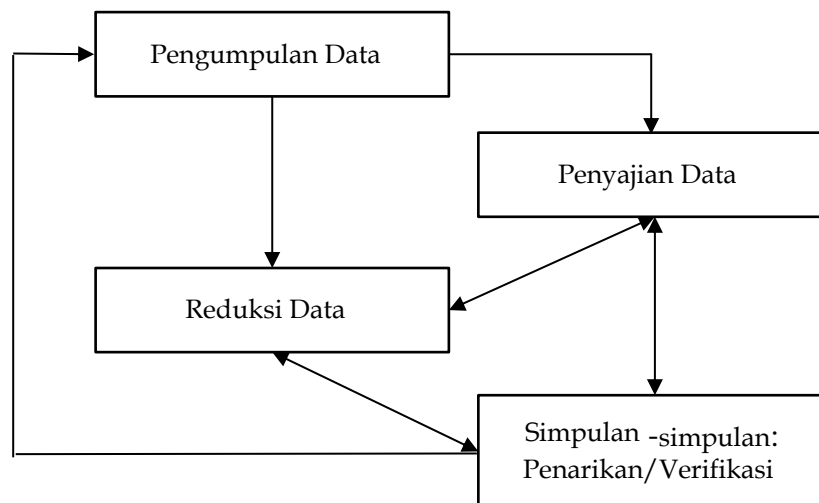 Pengumpulan Data
Penyajian Data
Reduksi Data
Simpulan -simpulan:
Penarikan/Verifikasi